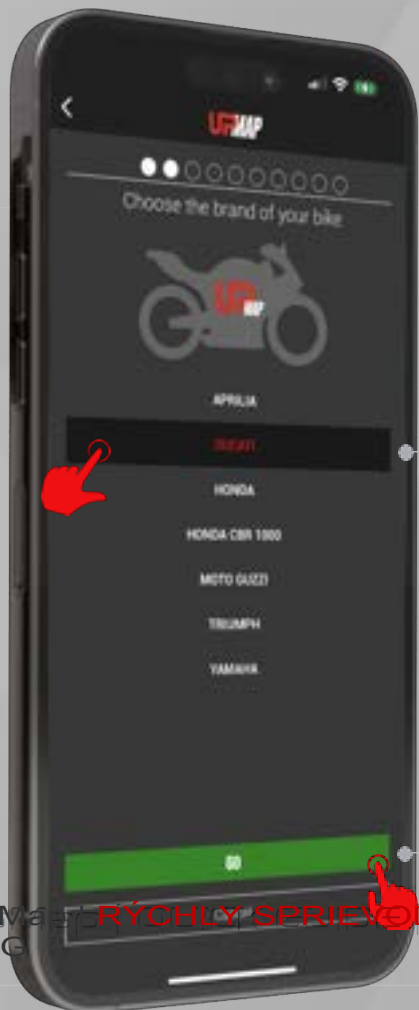 UPMAP
Choose the brand of your bike
UPMAP
APRILIA
DUCATI
HONDA
HONDA CBR 1000
MOTO GUZZI
TRIUMPH
YAMAHA
GO
RÝCHLY
G